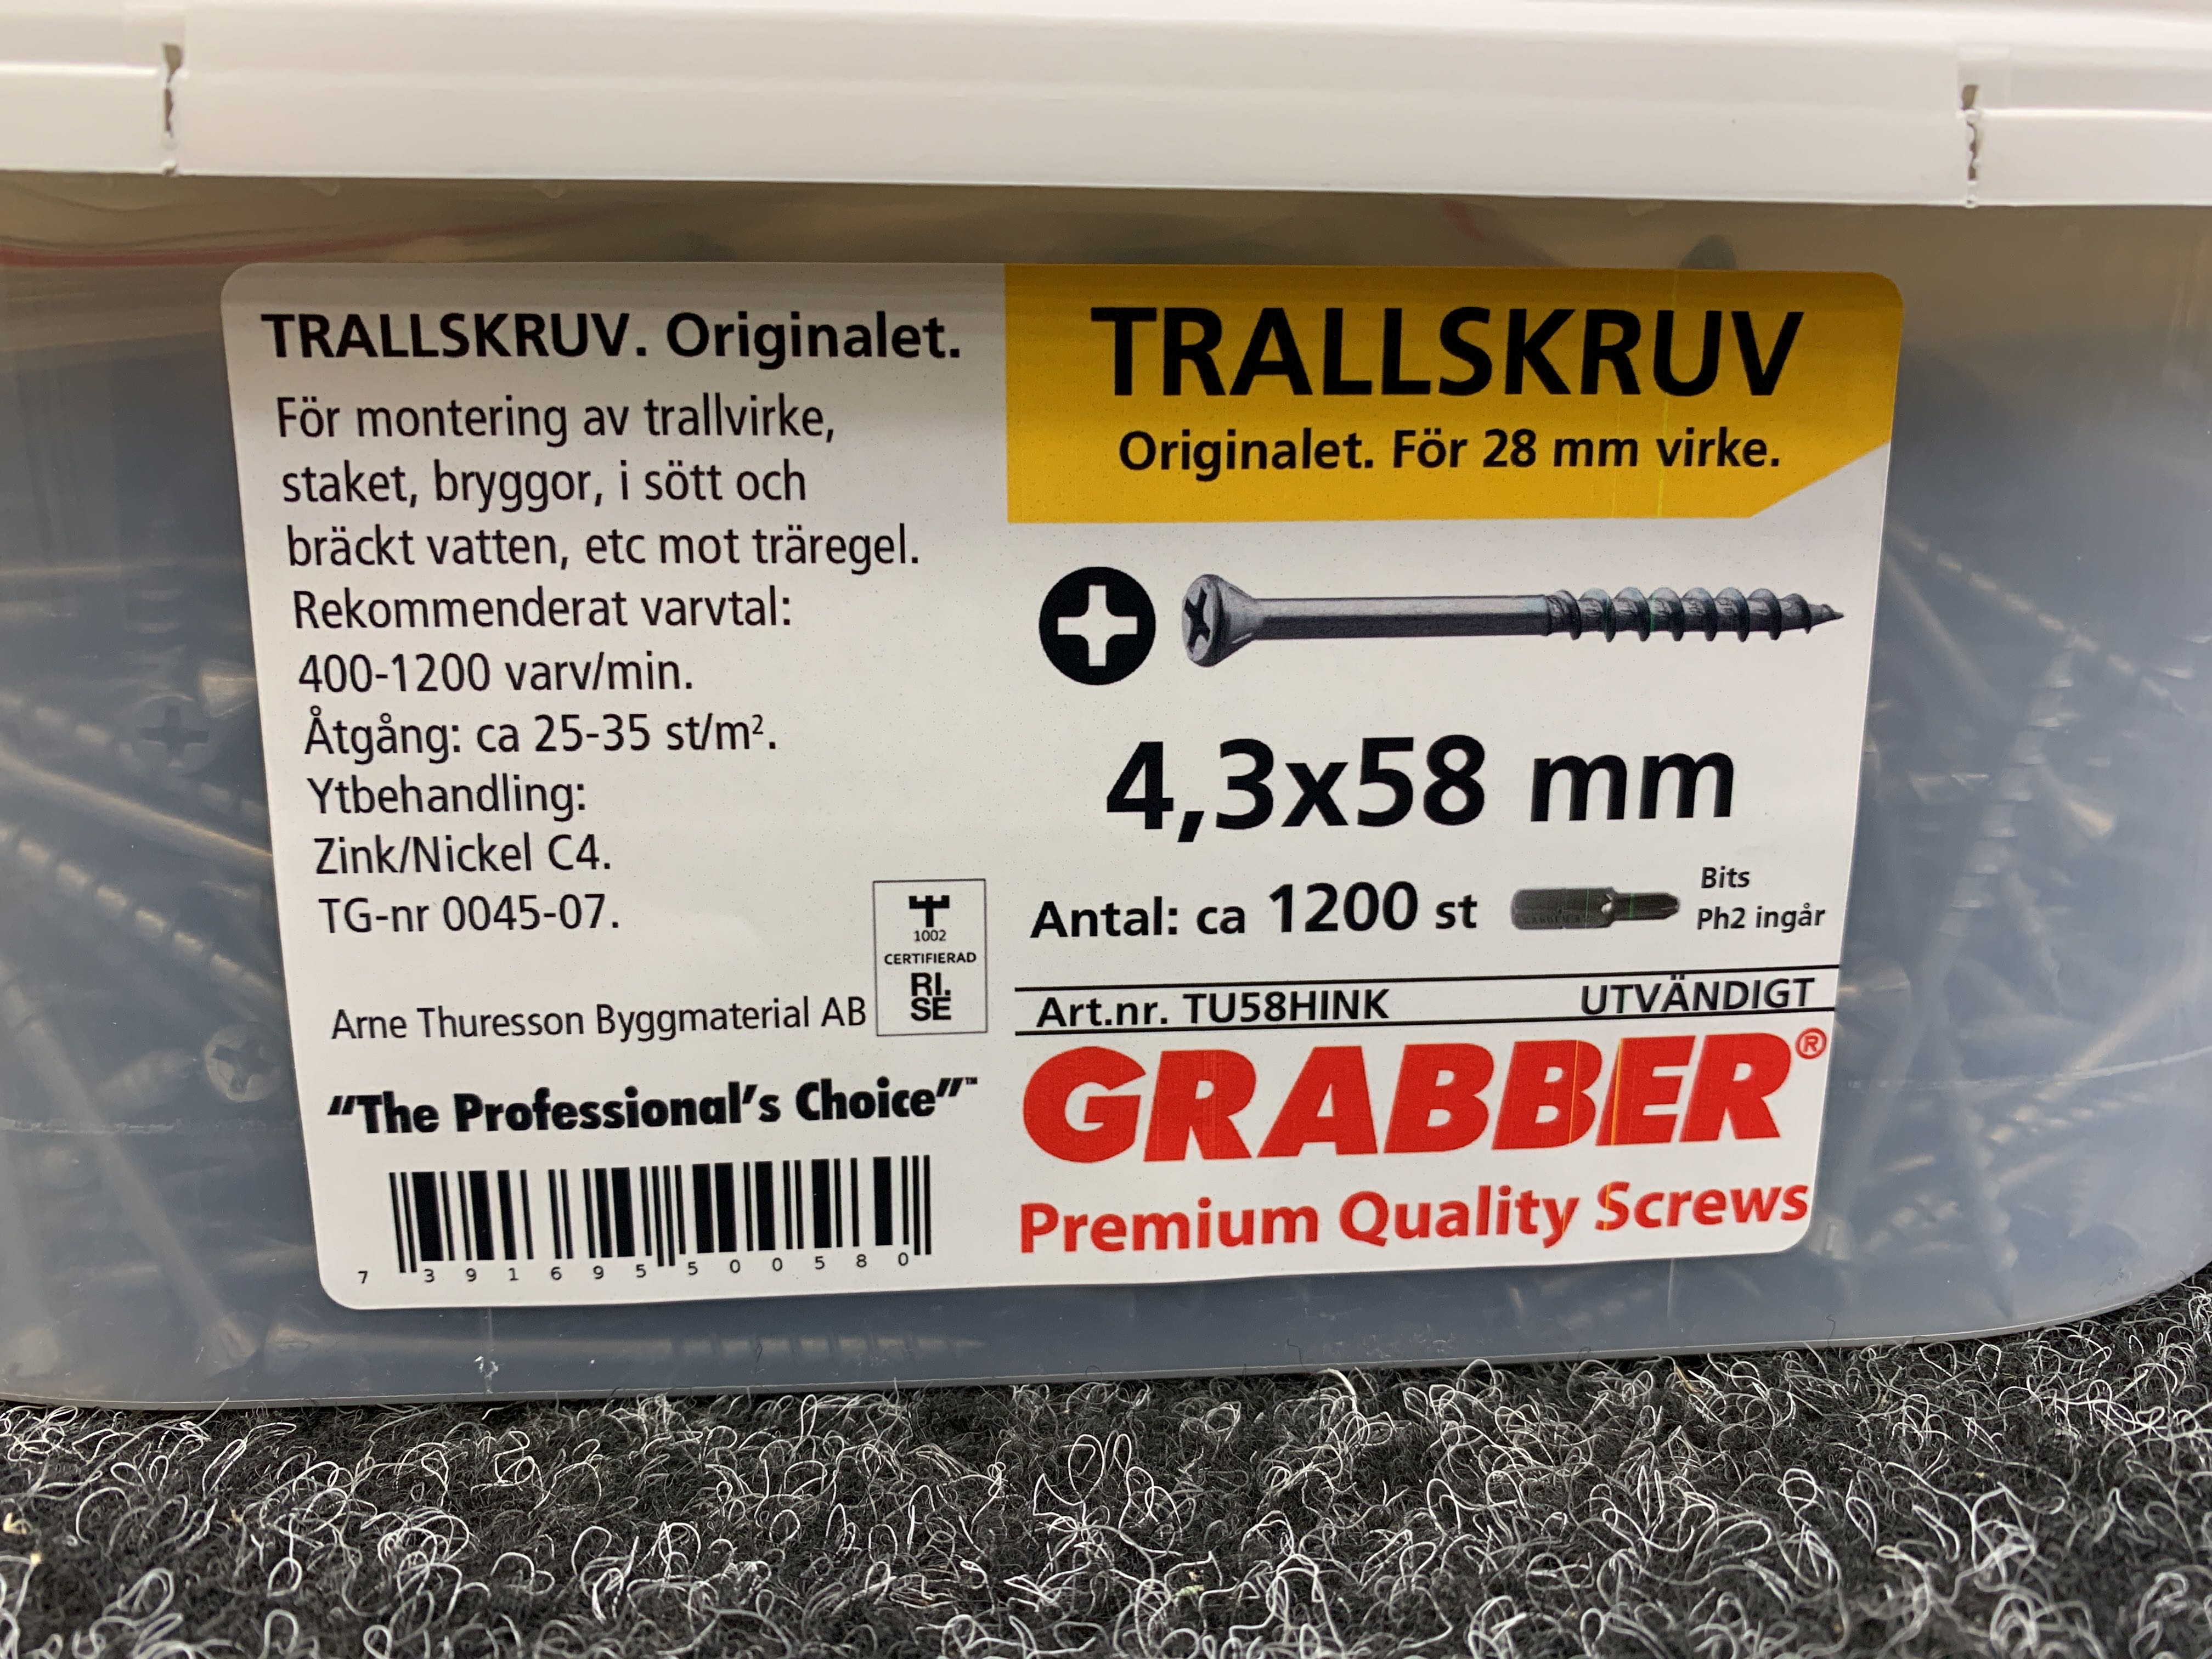 TRALLSKRUV. Originalet.
För montering av trallvirke,
staket, bryggor, i sött och
bräckt vatten, etc mot träregel.
Rekommenderat varvtal:
400-1200 varv/min.
Åtgång: ca 25-35 st/m².
Ytbehandling:
Zink/Nickel C4.
TG-nr 0045-07.
1002
CERTIFIERAD
RI.
SE
Arne Thuresson Byggmaterial AB
"The Professional's Choice"™
7 391695 500580
TRALLSKRUV
Originalet. För 28 mm virke.
4,3x58 mm
Antal: ca 1200 st
Bits
Ph2 ingår
Art.nr. TU58HINK UTVÄNDIGT
GRABBER®
Premium Quality Screws